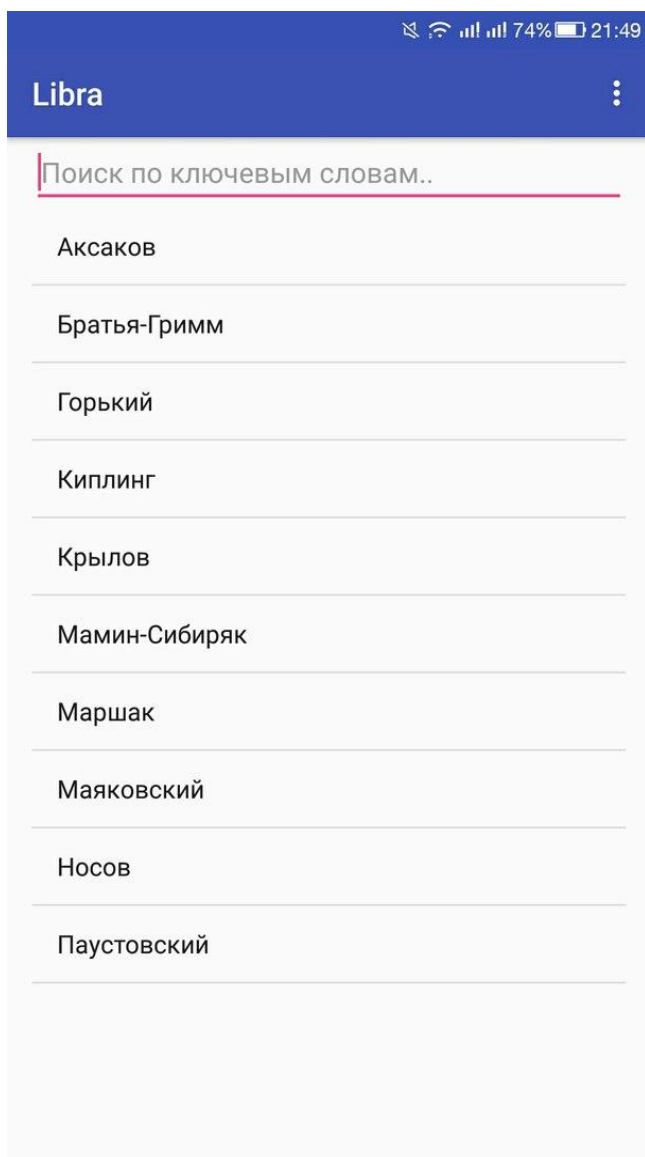 74% 21:49
Libra
Поиск по ключевым словам..
Аксаков
Братья-Гримм
Горький
Киплинг
Крылов
Мамин-Сибиряк
Маршак
Маяковский
Носов
Паустовский